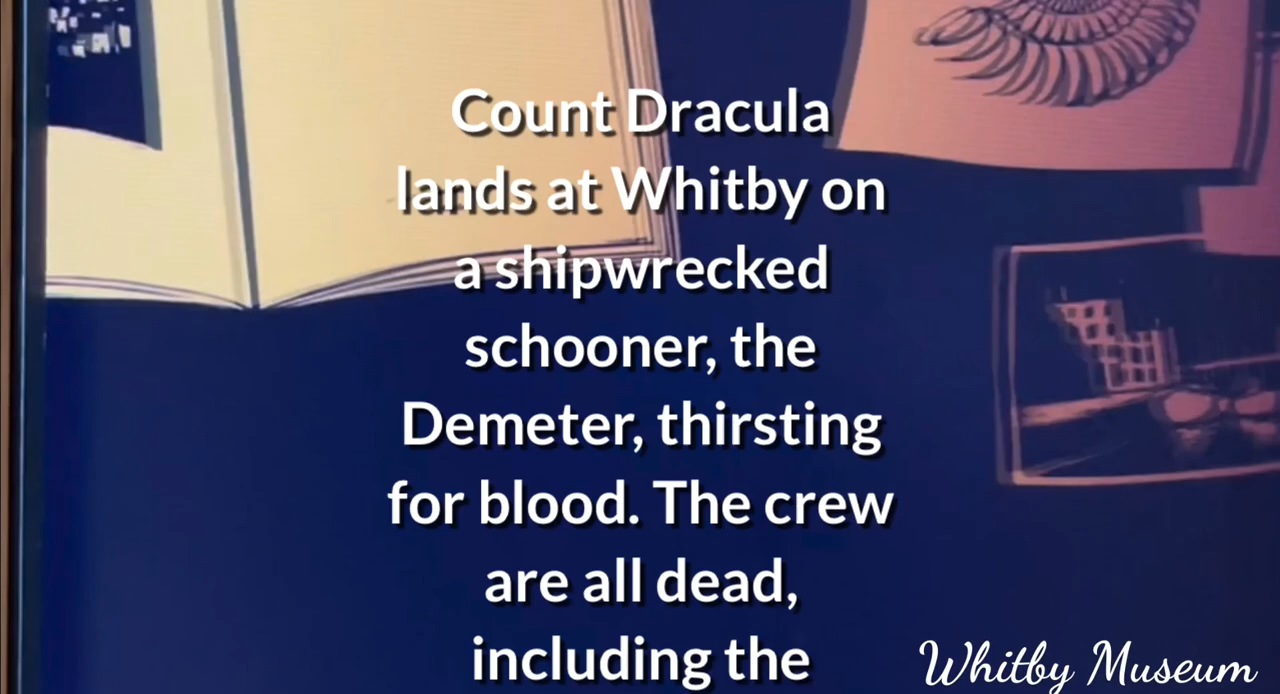 Count Dracula
lands at Whitby on
a shipwrecked
schooner, the
Demeter, thirsting
for blood. The crew
are all dead,
including the
Whitby Museum